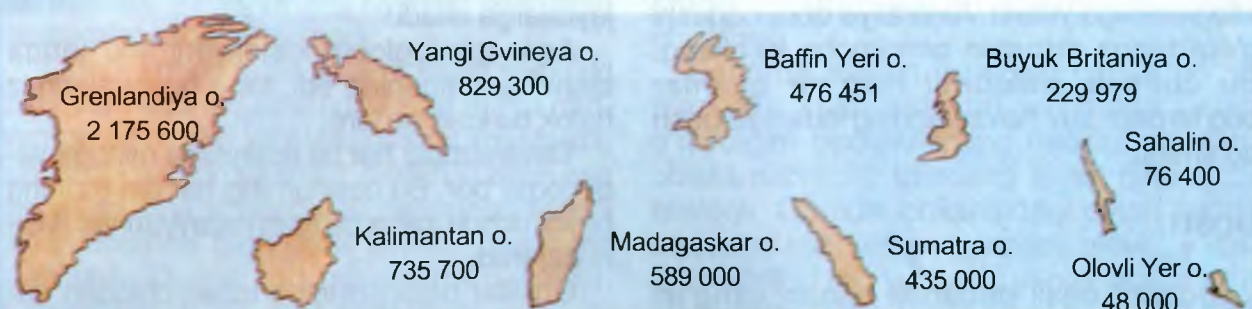 Grenlandiya o.
2 175 600
Yangi Gvineya o.
829 300
Baffin Yeri o.
476 451
Buyuk Britaniya o.
229 979
Sahalin o.
76 400
Kalimantan o.
735 700
Madagaskar o.
589 000
Sumatra o.
435 000
Olovli Yer o.
48 000